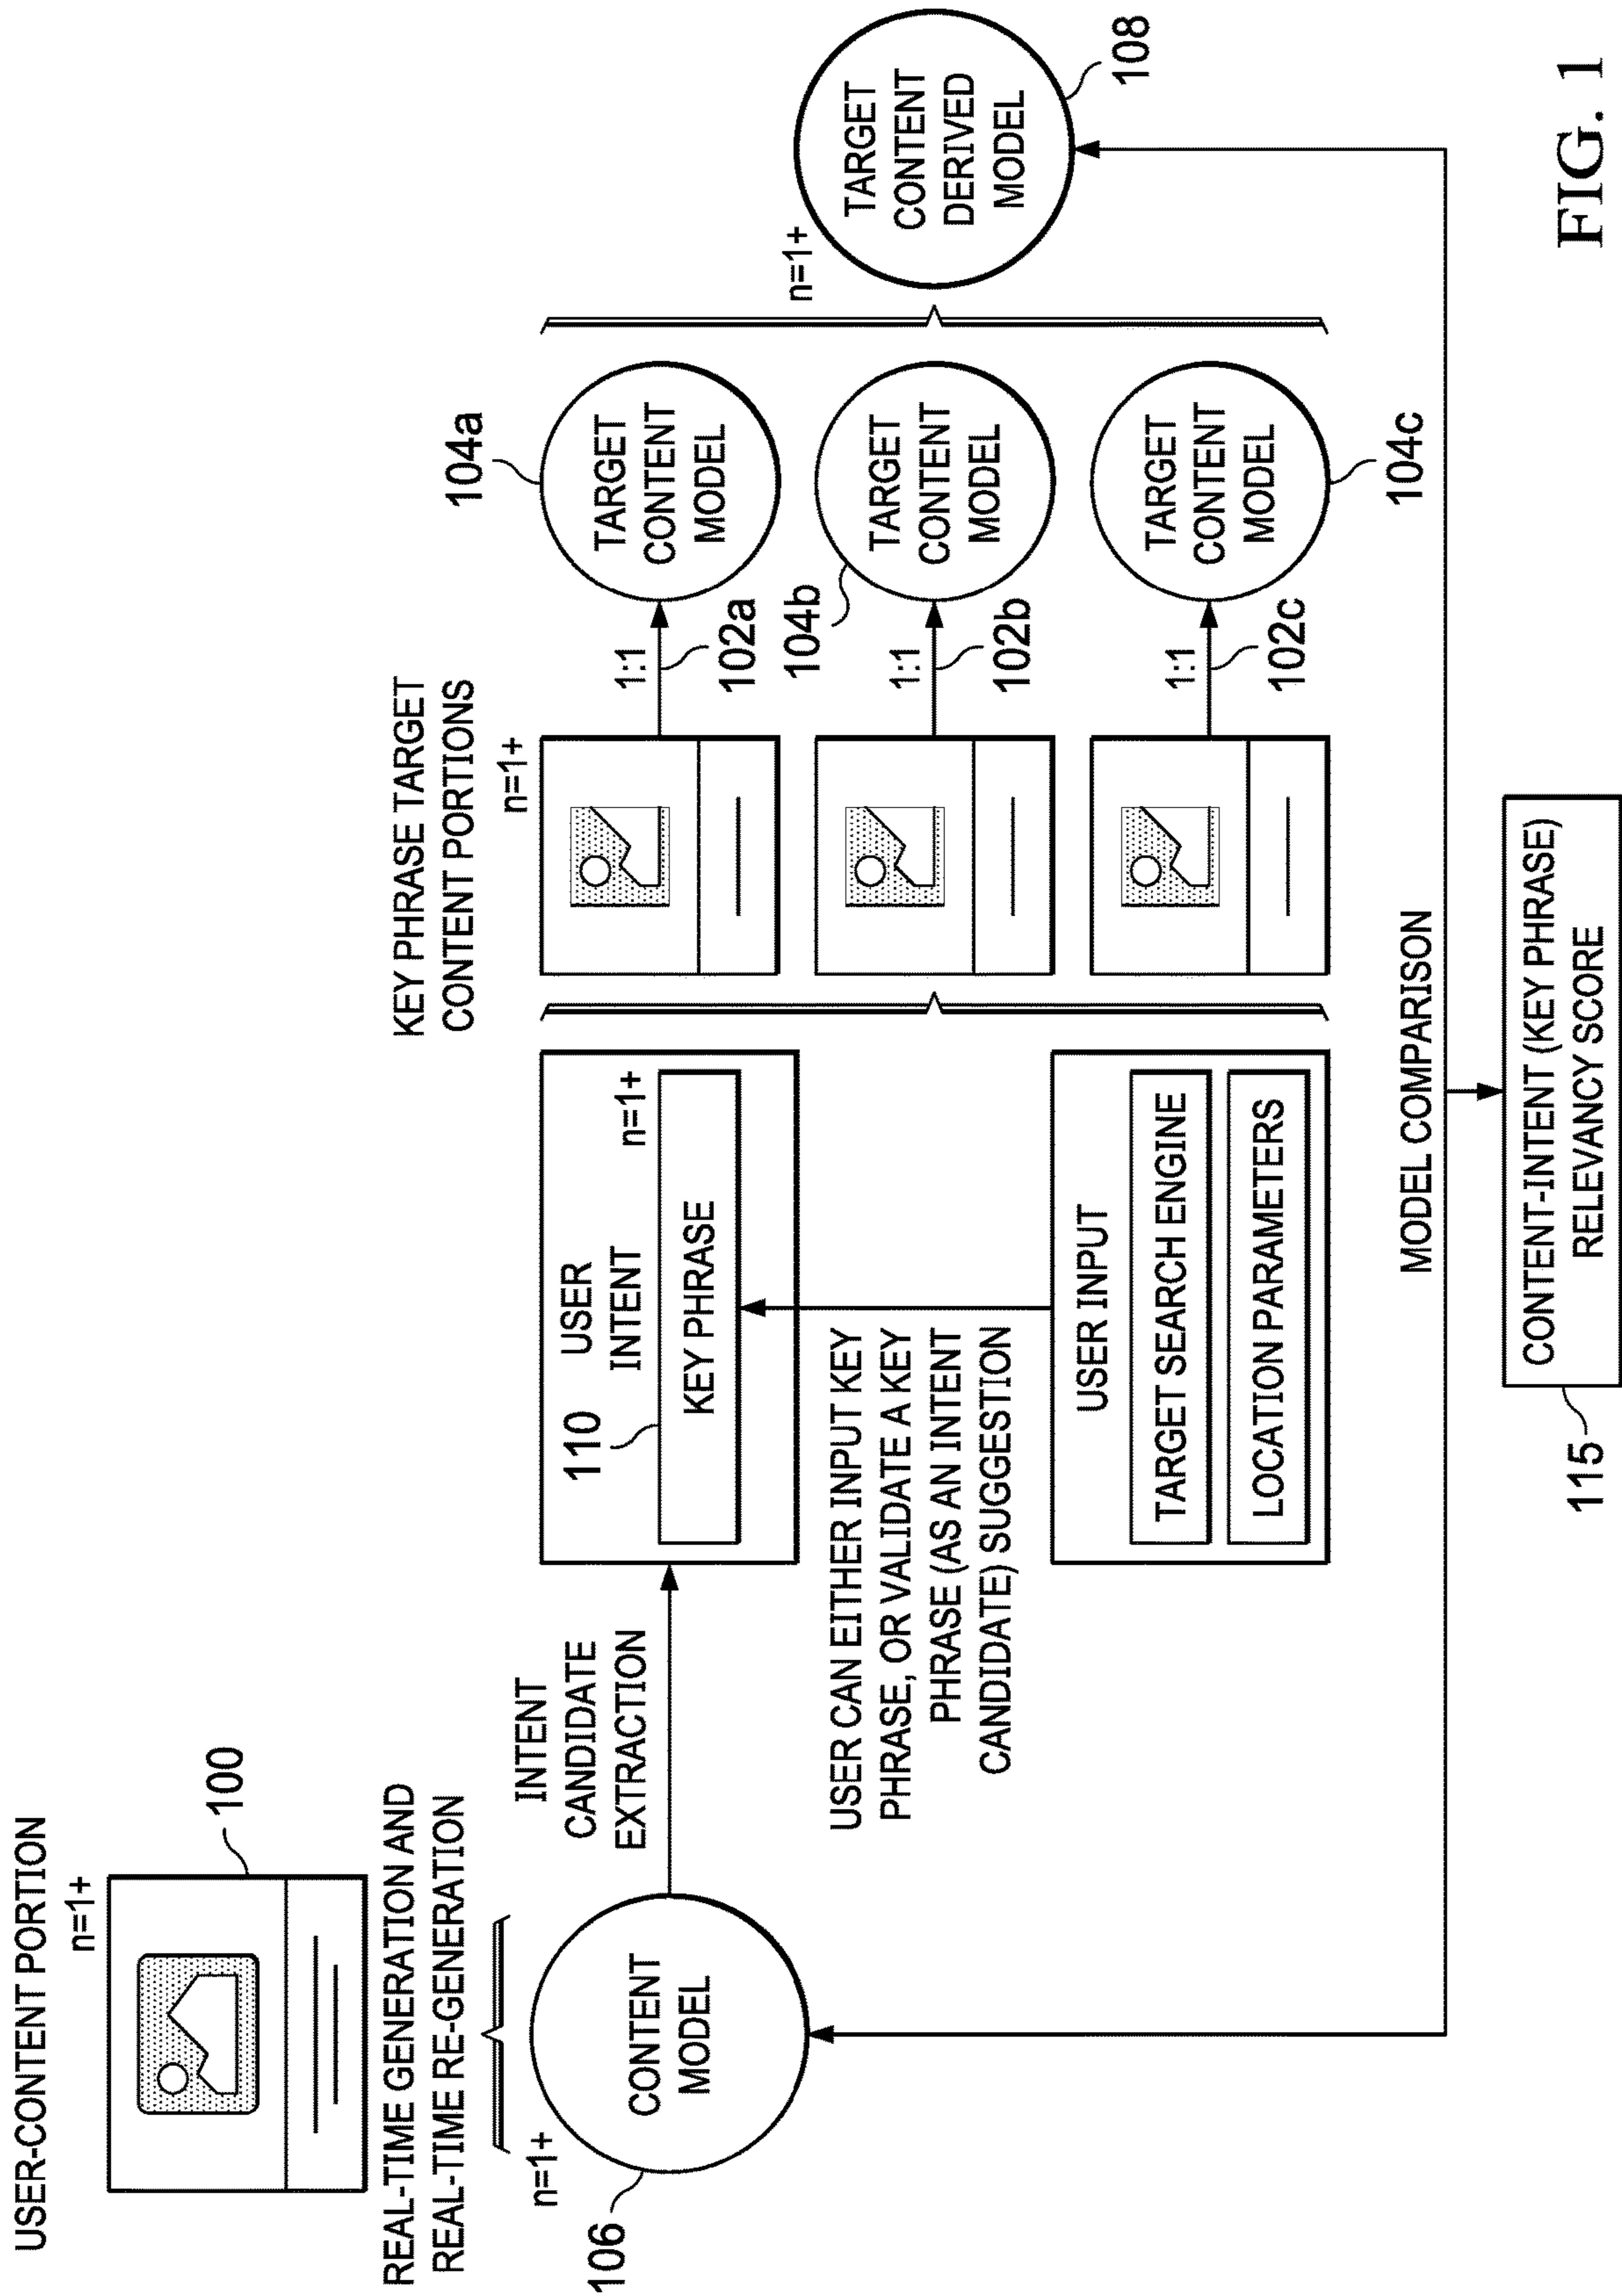 USER-CONTENT PORTION
n=1+
100
REAL-TIME GENERATION AND
REAL-TIME RE-GENERATION
n=1+
CONTENT
MODEL
106
INTENT
CANDIDATE
EXTRACTION
110
USER
INTENT
n=1+
KEY PHRASE
USER CAN EITHER INPUT KEY
PHRASE, OR VALIDATE A KEY
PHRASE (AS AN INTENT
CANDIDATE) SUGGESTION
USER INPUT
TARGET SEARCH ENGINE
LOCATION PARAMETERS
KEY PHRASE TARGET
CONTENT PORTIONS
n=1+
1:1
102a
1:1
102b
1:1
102c
104a
TARGET
CONTENT
MODEL
104b
TARGET
CONTENT
MODEL
TARGET
CONTENT
MODEL
104c
n=1+
TARGET
CONTENT
DERIVED
MODEL
108
MODEL COMPARISON
CONTENT-INTENT (KEY PHRASE)
RELEVANCY SCORE
115
FIG. 1